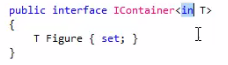 public interface IContainer<in T>
{
    T Figure { set; }
}